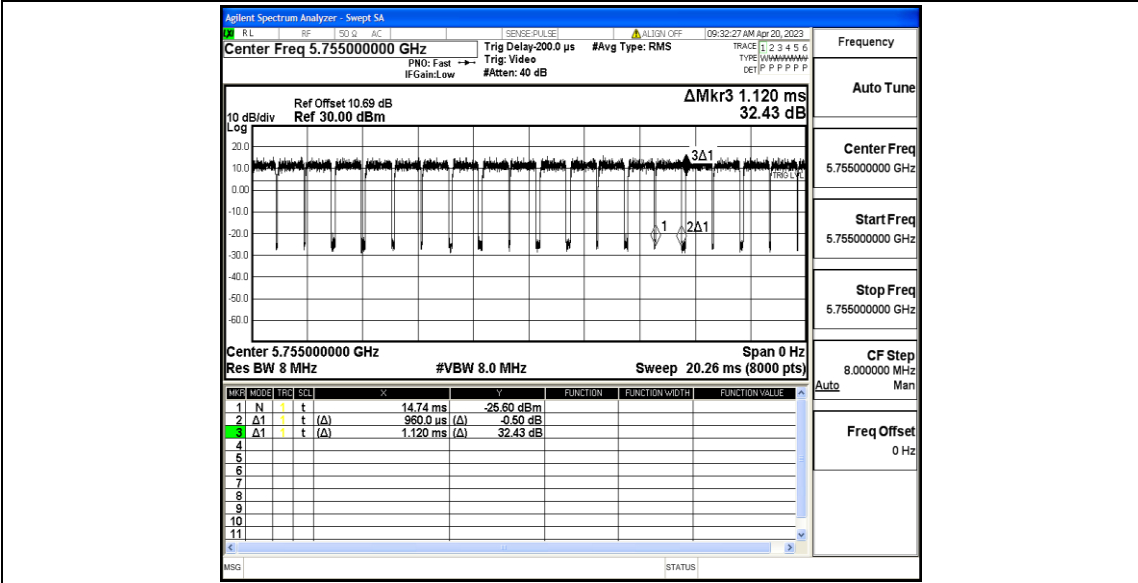 Agilent Spectrum Analyzer - Swept SA
RL RF 50 Ω AC SENSE:PULSE ALIGN OFF 09:32:27 AM Apr 20, 2023
Center Freq 5.755000000 GHz
PNO: Fast
IFGain:Low
Trig Delay-200.0 µs
Trig: Video
#Atten: 40 dB
#Avg Type: RMS
TRACE 1 2 3 4 5 6
TYPE
DET P P P P P P
ΔMkr3 1.120 ms
32.43 dB
Ref Offset 10.69 dB
10 dB/div Ref 30.00 dBm
Log
20.0
10.0
0.00
-10.0
-20.0
-30.0
-40.0
-50.0
-60.0
3Δ1
TRIG LVL
1
2Δ1
Center 5.755000000 GHz Span 0 Hz
Res BW 8 MHz #VBW 8.0 MHz Sweep 20.26 ms (8000 pts)
MKR MODE TRC SCL X Y FUNCTION FUNCTION WIDTH FUNCTION VALUE
1 N 1 t 14.74 ms -25.60 dBm
2 Δ1 1 t (Δ) 960.0 µs (Δ) -0.50 dB
3 Δ1 1 t (Δ) 1.120 ms (Δ) 32.43 dB
4
5
6
7
8
9
10
11
MSG STATUS
Frequency
Auto Tune
Center Freq
5.755000000 GHz
Start Freq
5.755000000 GHz
Stop Freq
5.755000000 GHz
CF Step
8.000000 MHz
Auto Man
Freq Offset
0 Hz